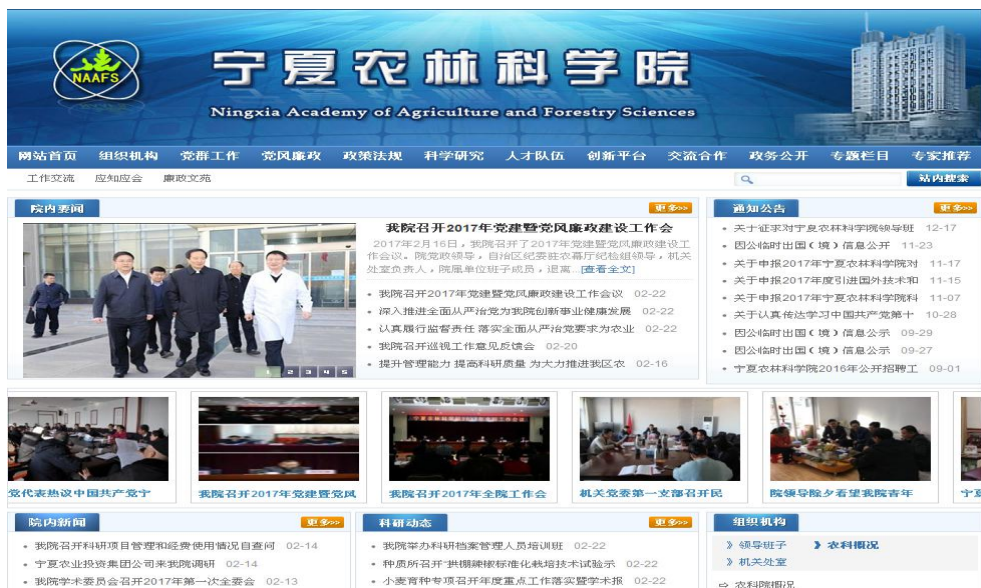 NAAFS
宁夏农林科学院
Ningxia Academy of Agriculture and Forestry Sciences
网站首页 组织机构 党群工作 党风廉政 政策法规 科学研究 人才队伍 创新平台 交流合作 政务公开 专题栏目 专家推荐
工作交流 应知应会 廉政文苑 站内搜索
院内要闻 更多>>
我院召开2017年党建暨党风廉政建设工作会
2017年2月16日,我院召开了2017年党建暨党风廉政建设工
作会议。院党政领导,自治区纪委驻农幕厅纪检组领导,机关
处室负责人,院属单位班子成员,退离...[查看全文]
• 我院召开2017年党建暨党风廉政建设工作会议 02-22
• 深入推进全面从严治党为我院创新事业健康发展 02-22
• 认真履行监督责任 落实全面从严治党要求为农业 02-22
• 我院召开巡视工作意见反馈会 02-20
• 提升管理能力 提高科研质量 为大力推进我区农 02-16
1 2 3 4 5
通知公告 更多>>
• 关于征求对宁夏农林科学院领导班 12-17
• 因公临时出国(境)信息公开 11-23
• 关于申报2017年宁夏农林科学院对 11-17
• 关于申报2017年度引进国外技术和 11-15
• 关于申报2017年宁夏农林科学院科 11-07
• 关于认真传达学习中国共产党第十 10-28
• 因公临时出国(境)信息公示 09-29
• 因公临时出国(境)信息公示 09-27
• 宁夏农林科学院2016年公开招聘工 09-01
党代表热议中国共产党宁
我院召开2017年党建暨党风
我院召开2017年全院工作会
机关党委第一支部召开民
院领导除夕看望我院青年
宁夏
院内新闻 更多>>
• 我院召开科研项目管理和经费使用情况自查问 02-14
• 宁夏农业投资集团公司来我院调研 02-14
• 我院学术委员会召开2017年第一次全委会 02-13
科研动态 更多>>
• 我院举办科研档案管理人员培训班 02-22
• 种质所召开“拱棚辣椒标准化栽培技术试验示 02-22
• 小麦育种专项召开年度重点工作落实暨学术报 02-22
组织机构
》领导班子 》农科概况
》机关处室
⇨ 农科院概况